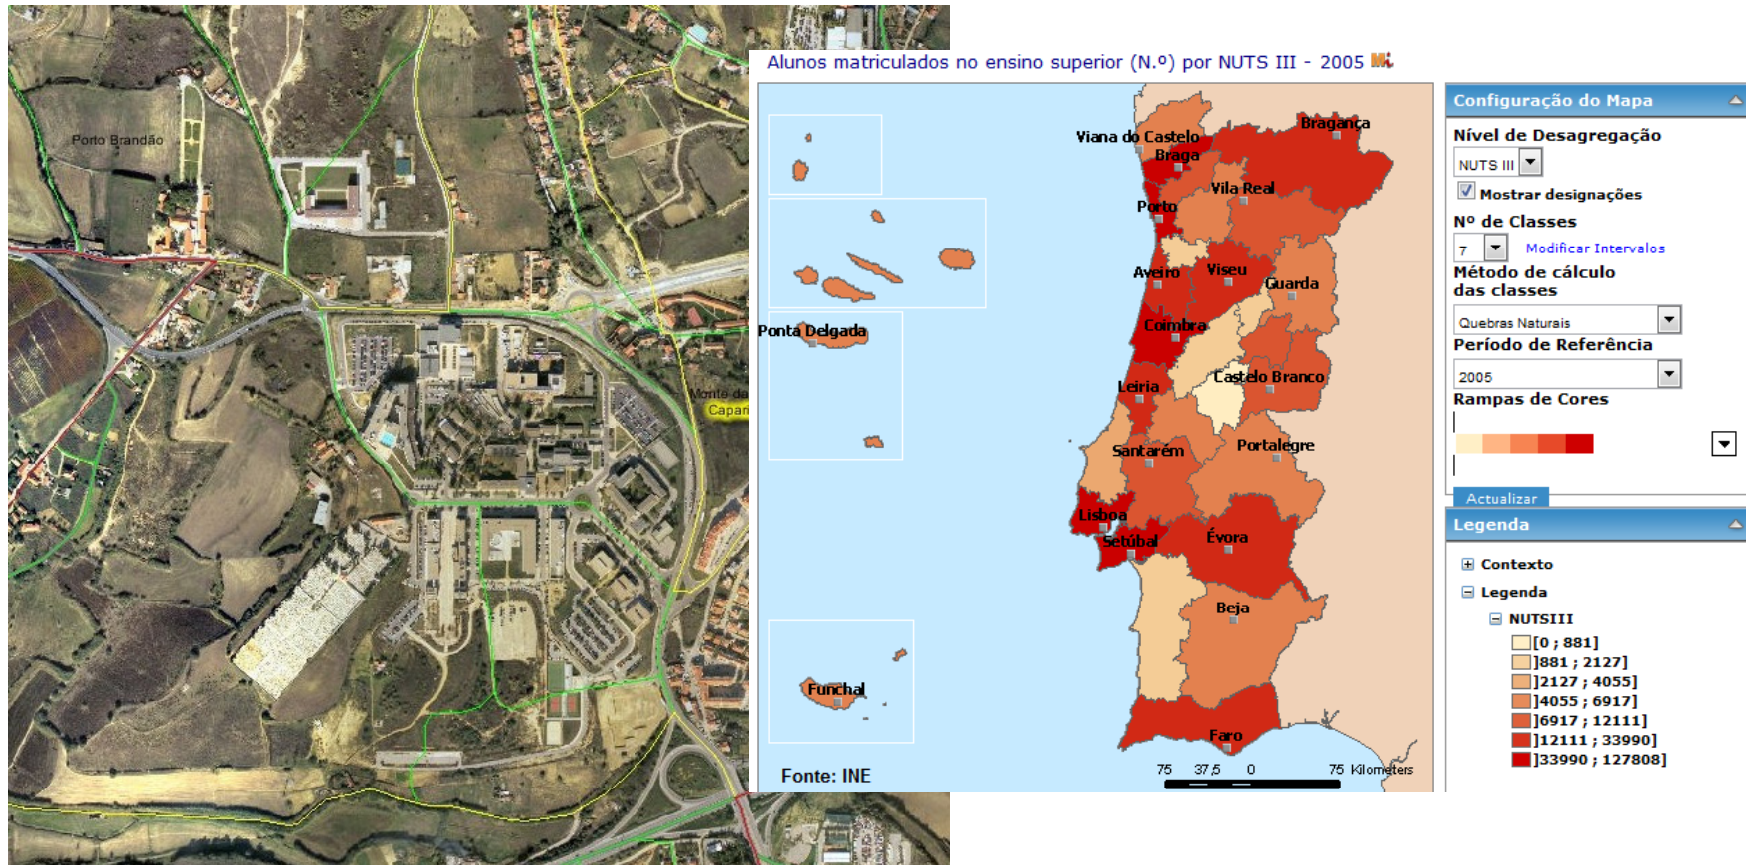 Porto Brandão
Monte da
Capari
Alunos matriculados no ensino superior (N.º) por NUTS III - 2005
Viana do Castelo
Bragança
Braga
Vila Real
Porto
Aveiro
Viseu
Guarda
Ponta Delgada
Coimbra
Leiria
Castelo Branco
Santarém
Portalegre
Lisboa
Setúbal
Évora
Beja
Funchal
Faro
Fonte: INE
75 37,5 0 75 Kilometers
Configuração do Mapa
Nível de Desagregação
NUTS III
Mostrar designações
Nº de Classes
7 Modificar Intervalos
Método de cálculo
das classes
Quebras Naturais
Período de Referência
2005
Rampas de Cores
Actualizar
Legenda
Contexto
Legenda
NUTSIII
[0 ; 881]
]881 ; 2127]
]2127 ; 4055]
]4055 ; 6917]
]6917 ; 12111]
]12111 ; 33990]
]33990 ; 127808]